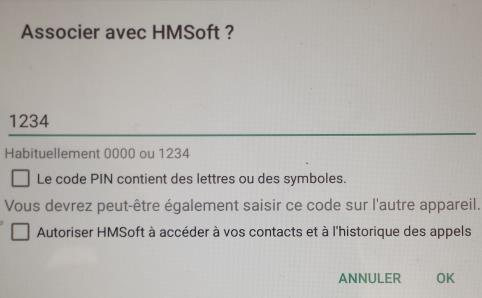 Associer avec HMSoft ?
1234
Habituellement 0000 ou 1234
Le code PIN contient des lettres ou des symboles.
Vous devrez peut-être également saisir ce code sur l'autre appareil.
Autoriser HMSoft à accéder à vos contacts et à l'historique des appels
ANNULER OK